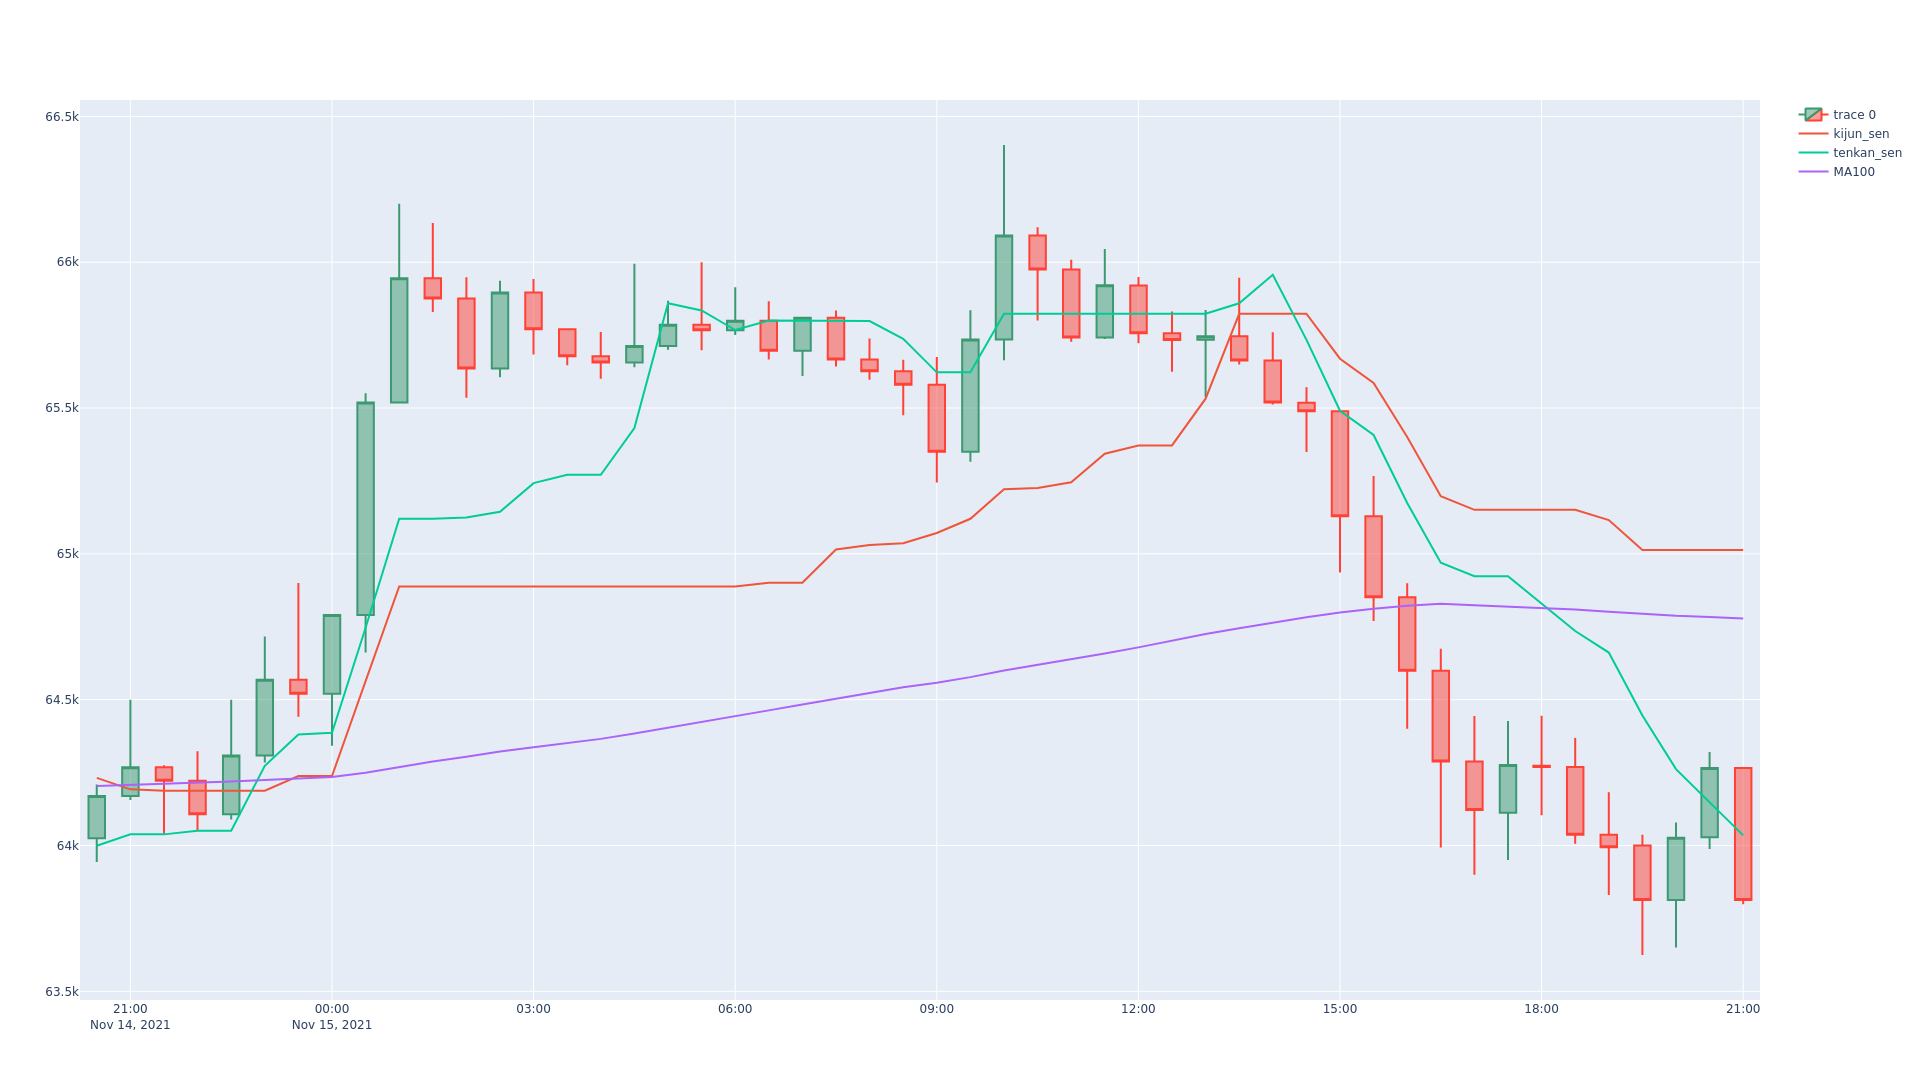 66.5k
66k
65.5k
65k
64.5k
64k
63.5k
21:00 00:00 03:00 06:00 09:00 12:00 15:00 18:00 21:00
Nov 14, 2021 Nov 15, 2021
trace 0
kijun_sen
tenkan_sen
MA100